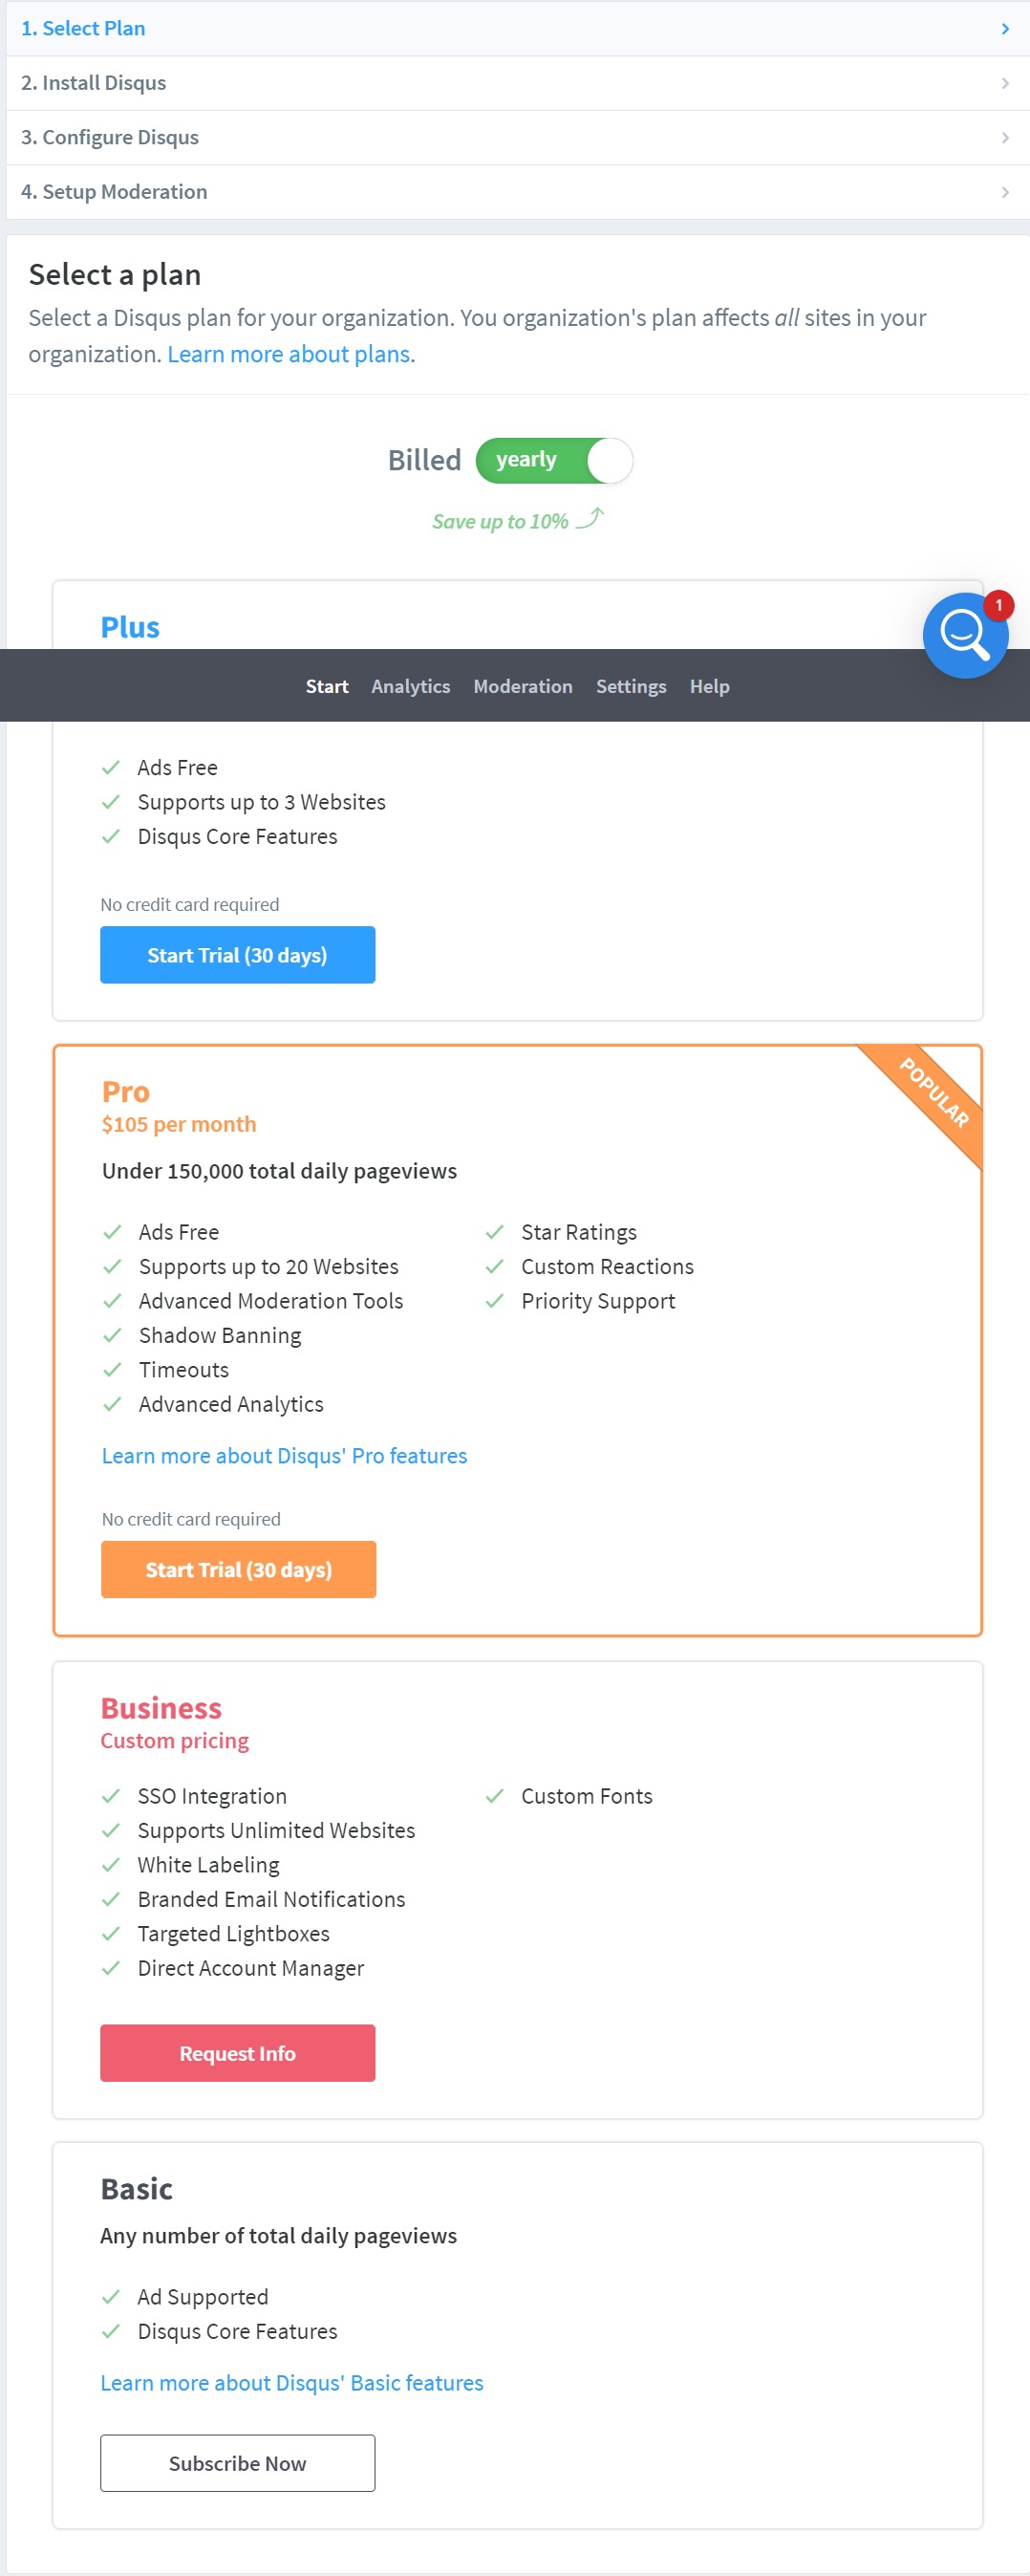 1. Select Plan
2. Install Disqus
3. Configure Disqus
4. Setup Moderation
Select a plan
Select a Disqus plan for your organization. You organization's plan affects all sites in your
organization. Learn more about plans.
Billed yearly
Save up to 10%
1
Plus
Start Analytics Moderation Settings Help
Ads Free
Supports up to 3 Websites
Disqus Core Features
No credit card required
Start Trial (30 days)
POPULAR
Pro
$105 per month
Under 150,000 total daily pageviews
Ads Free
Supports up to 20 Websites
Advanced Moderation Tools
Shadow Banning
Timeouts
Advanced Analytics
Star Ratings
Custom Reactions
Priority Support
Learn more about Disqus' Pro features
No credit card required
Start Trial (30 days)
Business
Custom pricing
SSO Integration
Supports Unlimited Websites
White Labeling
Branded Email Notifications
Targeted Lightboxes
Direct Account Manager
Custom Fonts
Request Info
Basic
Any number of total daily pageviews
Ad Supported
Disqus Core Features
Learn more about Disqus' Basic features
Subscribe Now